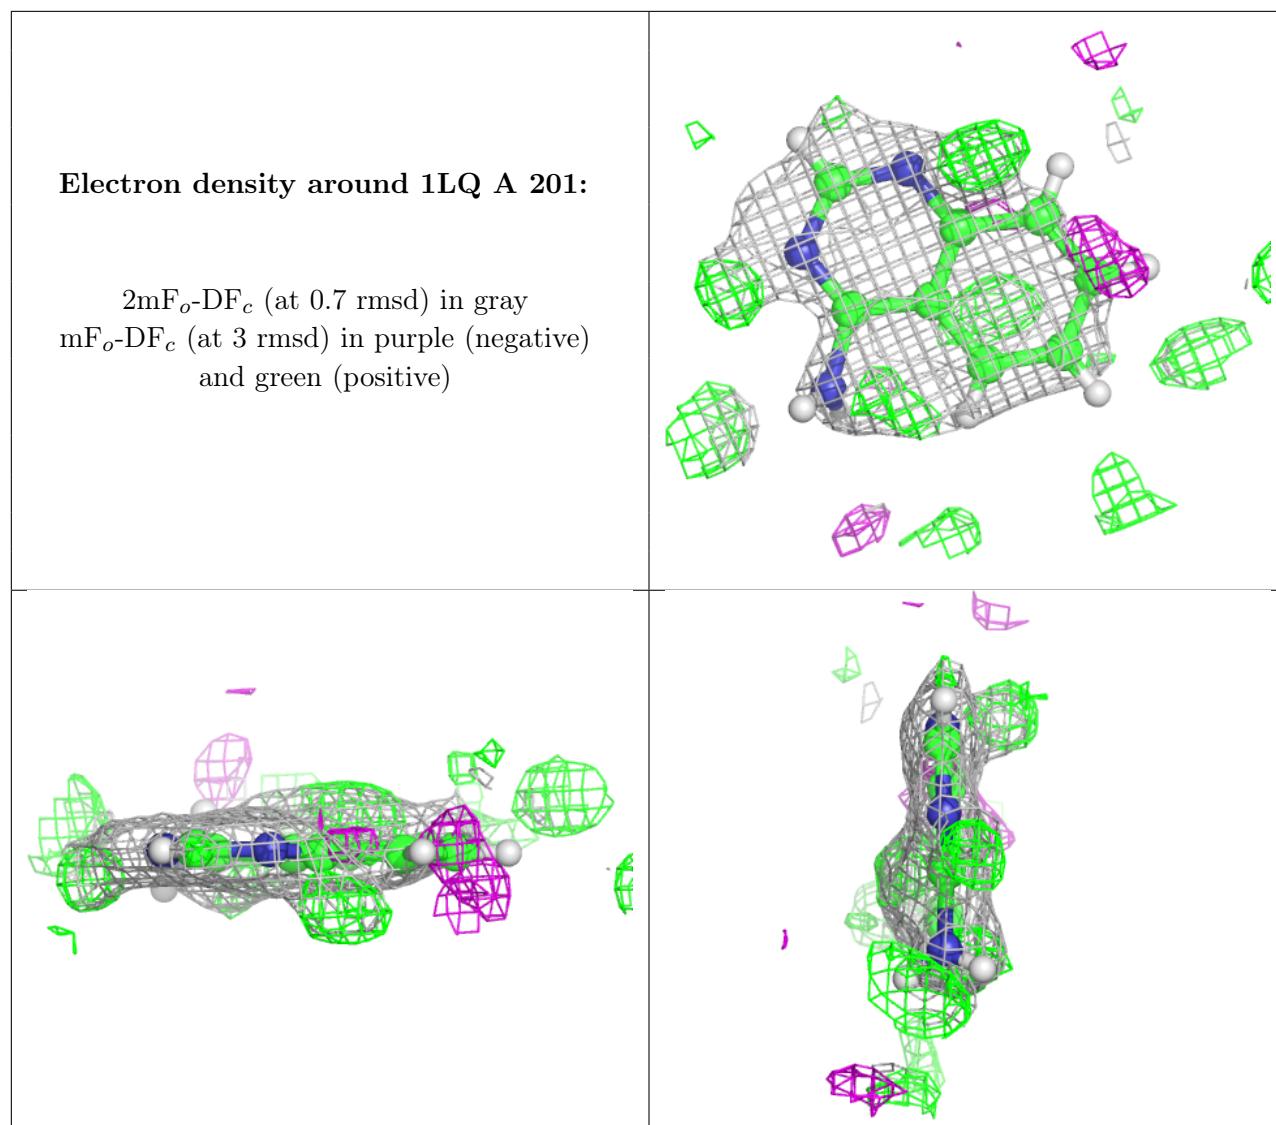 Electron density around 1LQ A 201:
2mFo-DFc (at 0.7 rmsd) in gray
mFo-DFc (at 3 rmsd) in purple (negative)
and green (positive)